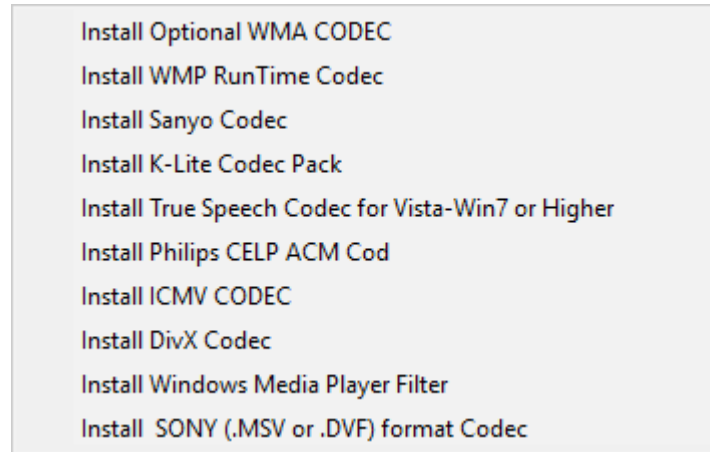 Install Optional WMA CODEC
Install WMP RunTime Codec
Install Sanyo Codec
Install K-Lite Codec Pack
Install True Speech Codec for Vista-Win7 or Higher
Install Philips CELP ACM Cod
Install ICMV CODEC
Install DivX Codec
Install Windows Media Player Filter
Install  SONY (.MSV or .DVF) format Codec